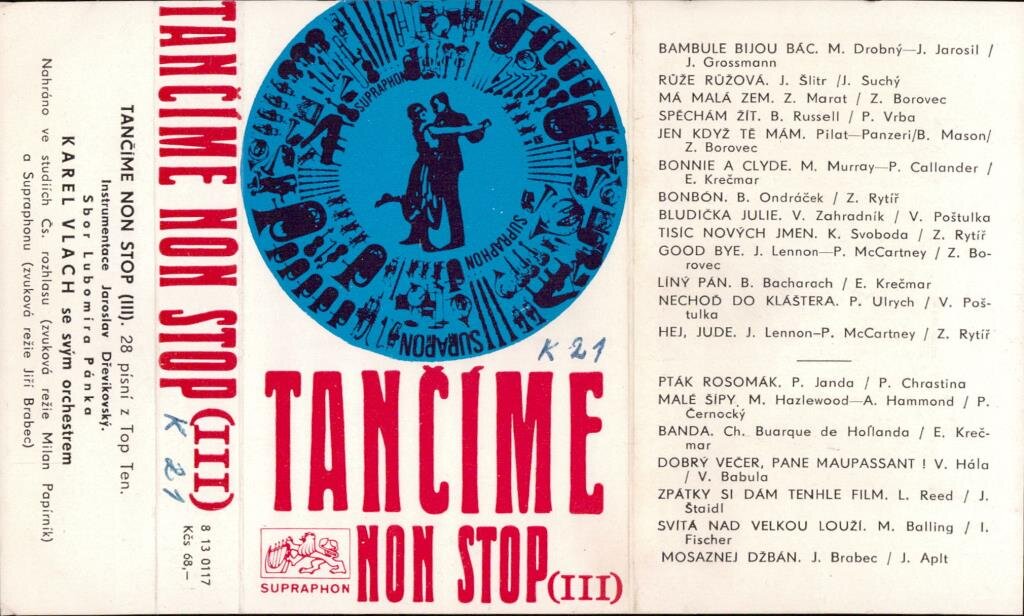 Nahráno ve studiích Čs. rozhlasu (zvuková režie Milan Papírník)
a Supraphonu (zvuková režie Jiří Brabec)
KAREL VLACH se svým orchestrem
Sbor Lubomíra Pánka
Instrumentace Jaroslav Dřevikovský.
TANČÍME NON STOP (III). 28 písní z Top Ten.
TANČÍME NON STOP (III)
K 21
8 13 0117
Kčs 68,–
SUPRAPHON
SUPRAPHON
SUPRAPHON
K 21
TANČÍME
NON STOP (III)
SUPRAPHON
BAMBULE BIJOU BÁC. M. Drobný—J. Jarosil /
J. Grossmann
RŮŽE RŮŽOVÁ. J. Šlitr /J. Suchý
MÁ MALÁ ZEM. Z. Marat / Z. Borovec
SPĚCHÁM ŽÍT. B. Russell / P. Vrba
JEN KDYŽ TĚ MÁM. Pilat—Panzeri/B. Mason/
Z. Borovec
BONNIE A CLYDE. M. Murray—P. Callander /
E. Krečmar
BONBÓN. B. Ondráček / Z. Rytíř
BLUDIČKA JULIE. V. Zahradník / V. Poštulka
TISÍC NOVÝCH JMEN. K. Svoboda / Z. Rytíř
GOOD BYE. J. Lennon—P. McCartney / Z. Bo-
rovec
LÍNÝ PÁN. B. Bacharach / E. Krečmar
NECHOĎ DO KLÁŠTERA. P. Ulrych / V. Poš-
tulka
HEJ, JUDE. J. Lennon–P. McCartney / Z. Rytíř
PTÁK ROSOMÁK. P. Janda / P. Chrastina
MALÉ ŠÍPY. M. Hazlewood—A. Hammond / P.
Černocký
BANDA. Ch. Buarque de Hollanda / E. Kreč-
mar
DOBRÝ VEČER, PANE MAUPASSANT ! V. Hála
/ V. Babula
ZPÁTKY SI DÁM TENHLE FILM. L. Reed / J.
Štaidl
SVÍTÁ NAD VELKOU LOUŽÍ. M. Balling / I.
Fischer
MOSAZNEJ DŽBÁN. J. Brabec / J. Aplt